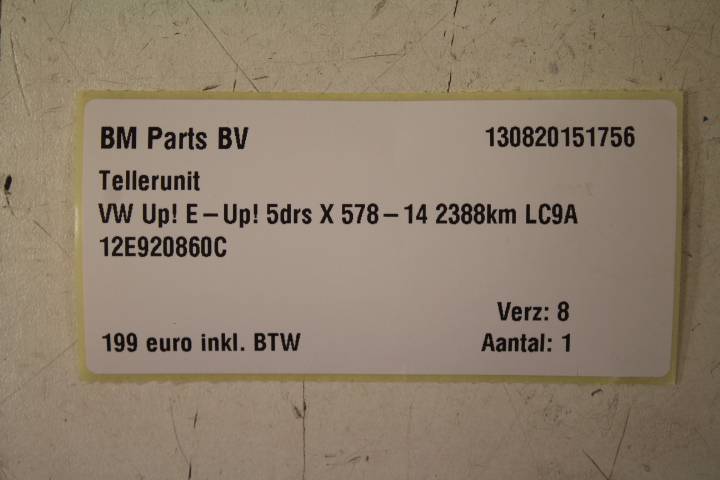 BM Parts BV 130820151756
Tellerunit
VW Up! E-Up! 5drs X 578-14 2388km LC9A
12E920860C
Verz: 8
199 euro inkl. BTW Aantal: 1